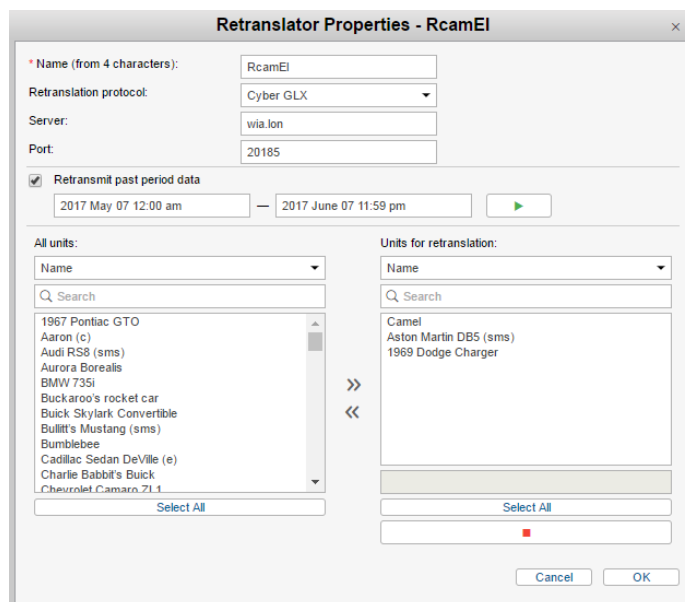 Retranslator Properties - RcamEl
×
* Name (from 4 characters):
RcamEl
Retranslation protocol:
Cyber GLX
Server:
wia.lon
Port:
20185
Retransmit past period data
2017 May 07 12:00 am — 2017 June 07 11:59 pm
All units:
Name
Search
1967 Pontiac GTO
Aaron (c)
Audi RS8 (sms)
Aurora Borealis
BMW 735i
Buckaroo's rocket car
Buick Skylark Convertible
Bullitt's Mustang (sms)
Bumblebee
Cadillac Sedan DeVille (e)
Charlie Babbit's Buick
Chevrolet Camaro ZL1
Select All
Units for retranslation:
Name
Search
Camel
Aston Martin DB5 (sms)
1969 Dodge Charger
Select All
Cancel
OK